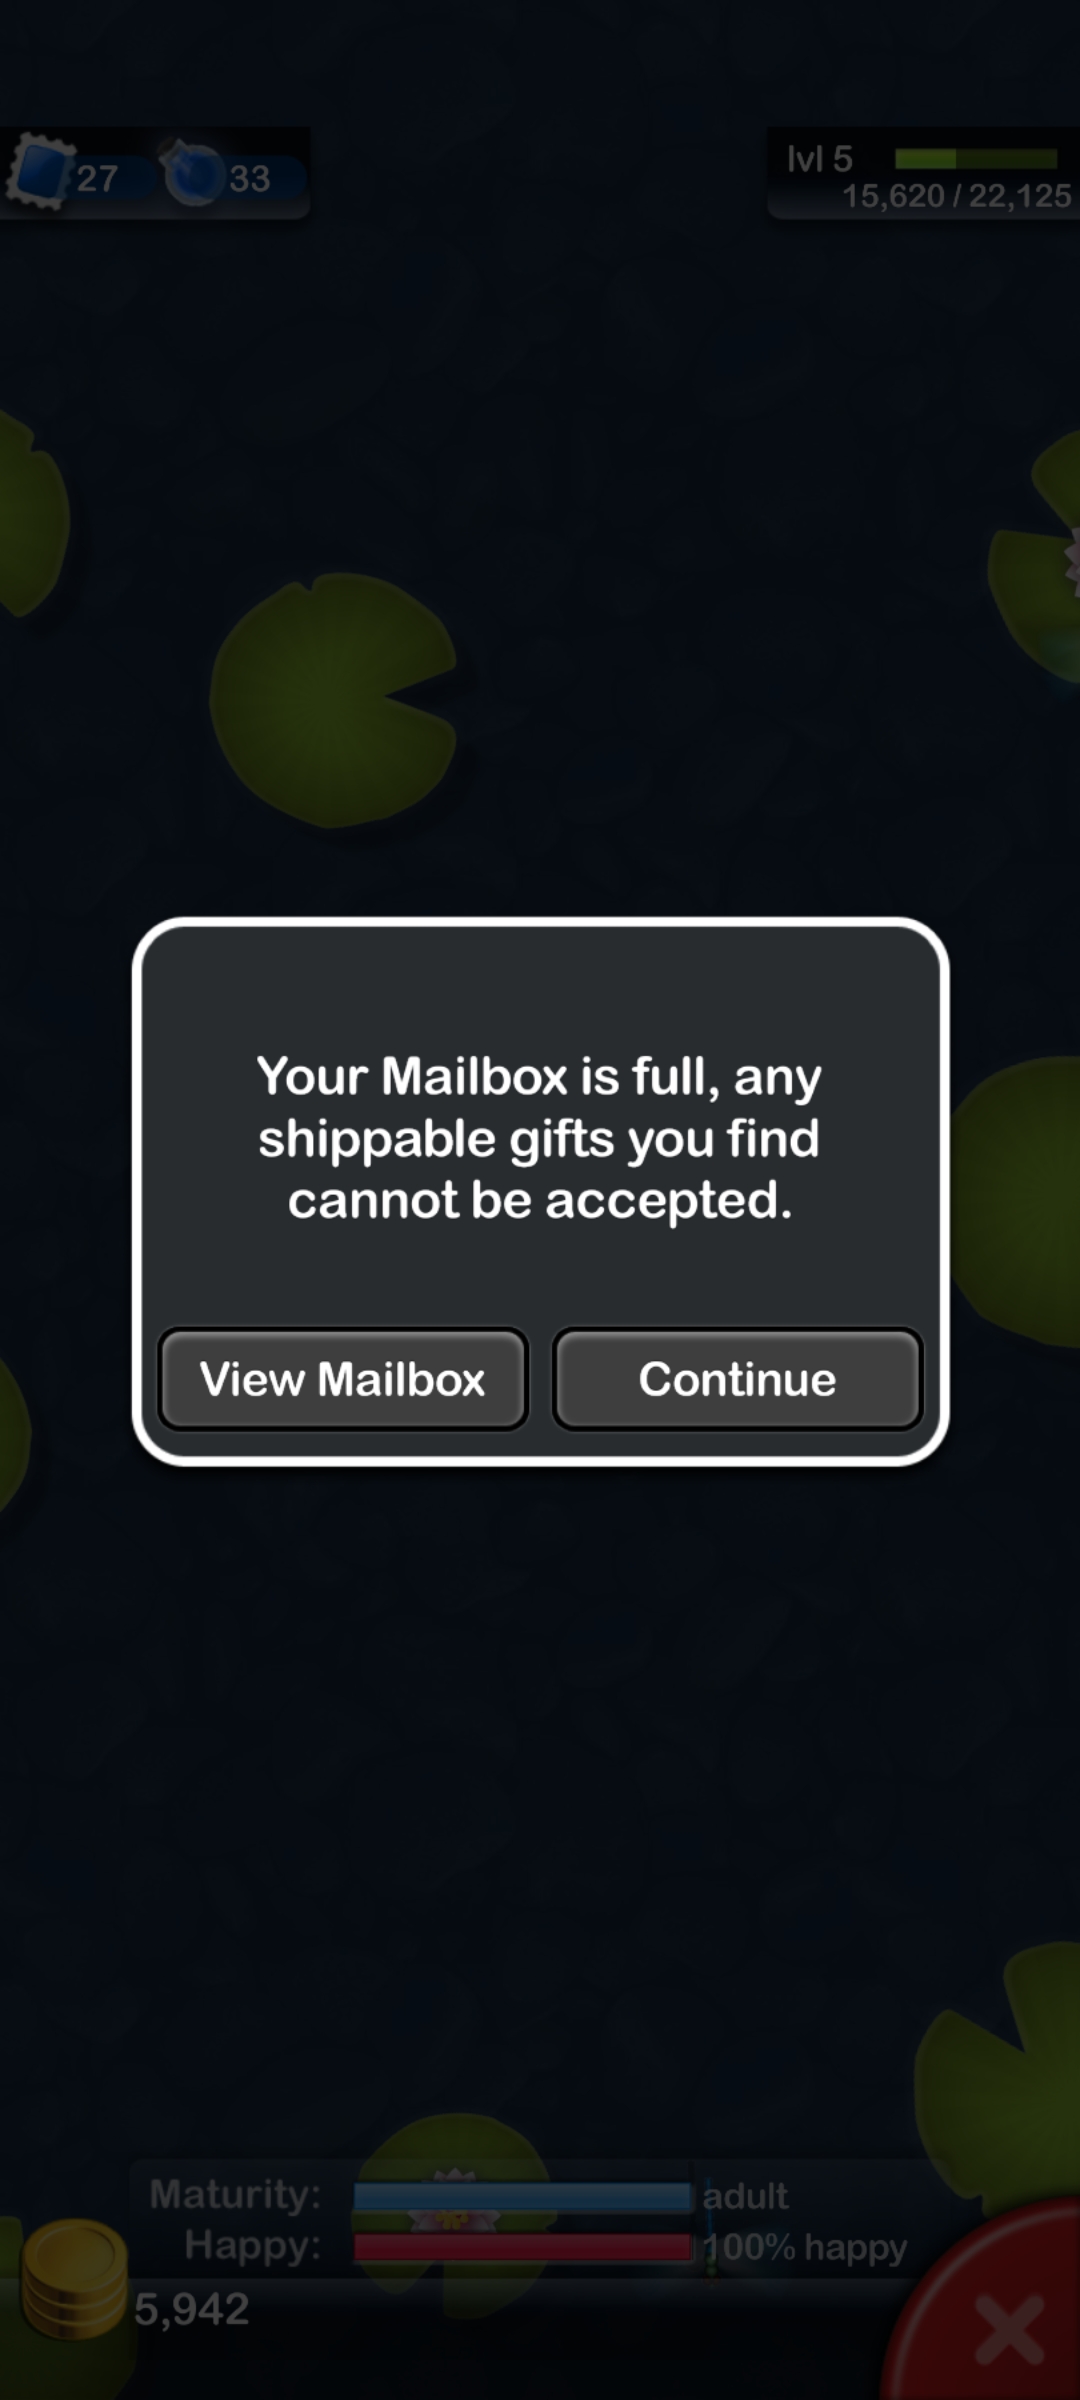 27 33
lvl 5
15,620 / 22,125
Your Mailbox is full, any
shippable gifts you find
cannot be accepted.
View Mailbox Continue
Maturity: adult
Happy: 100% happy
5,942